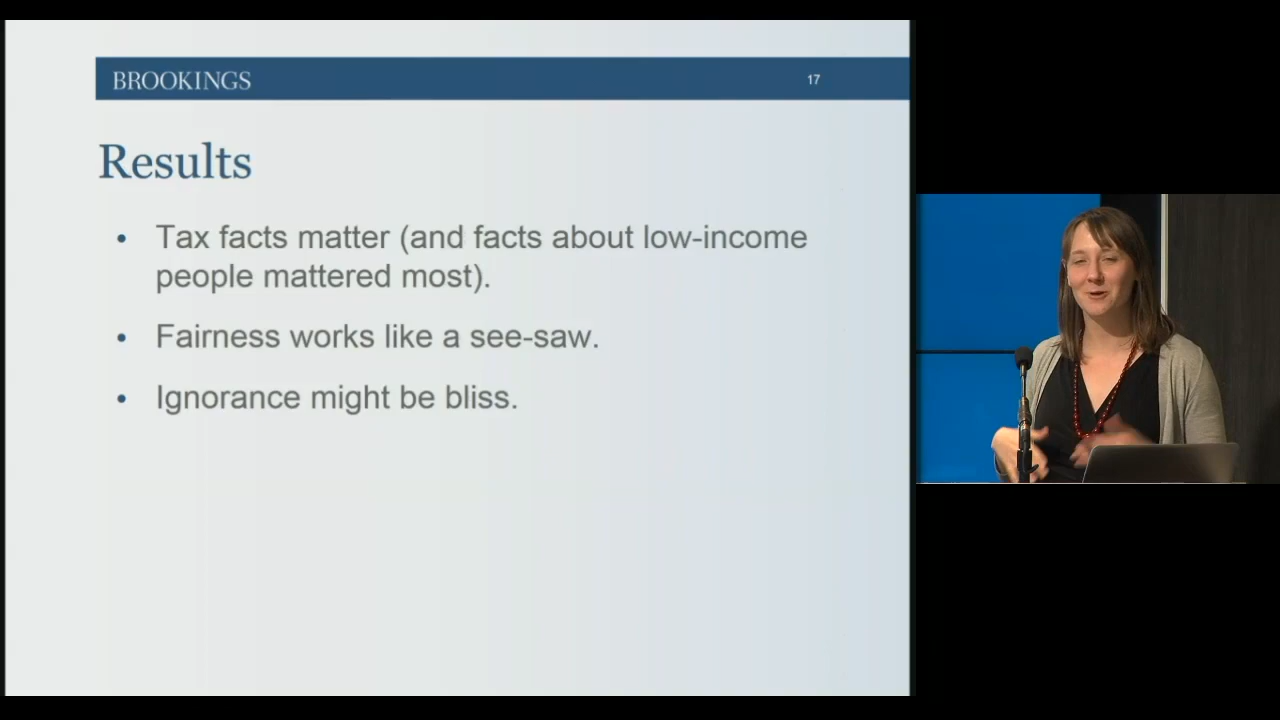 BROOKINGS
17
Results
• Tax facts matter (and facts about low-income
people mattered most).
• Fairness works like a see-saw.
• Ignorance might be bliss.